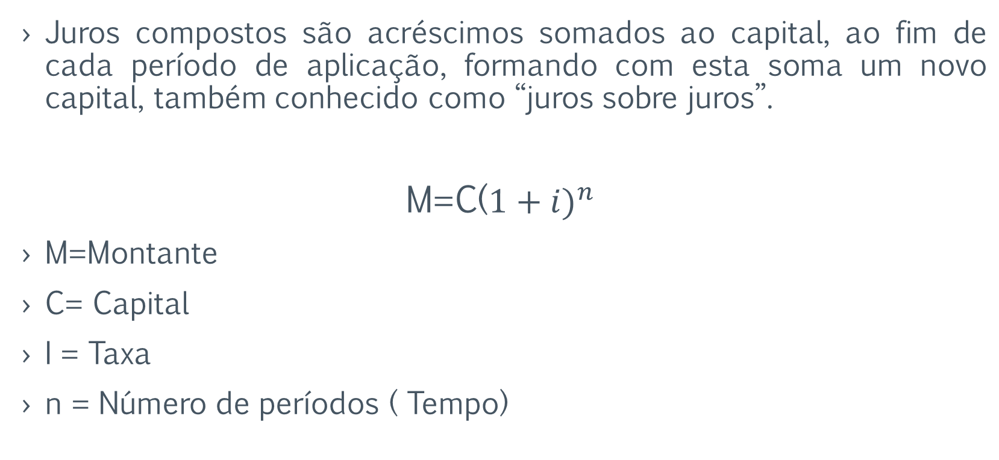 › Juros compostos são acréscimos somados ao capital, ao fim de
cada período de aplicação, formando com esta soma um novo
capital, também conhecido como “juros sobre juros”.
M=C(1 + i)ⁿ
› M=Montante
› C= Capital
› I = Taxa
› n = Número de períodos ( Tempo)